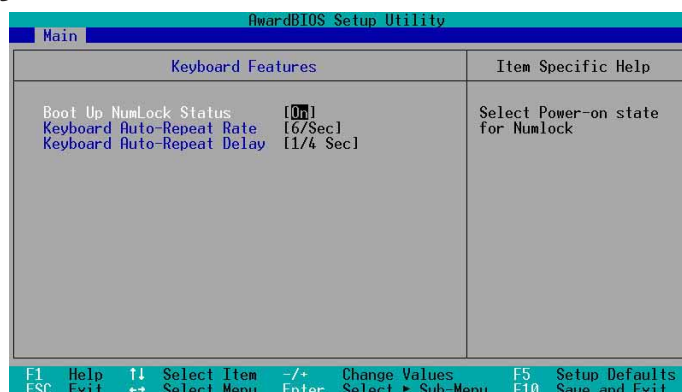 AwardBIOS Setup Utility
Main
Keyboard Features
Item Specific Help
Boot Up NumLock Status [On]
Keyboard Auto-Repeat Rate [6/Sec]
Keyboard Auto-Repeat Delay [1/4 Sec]
Select Power-on state
for Numlock
F1 Help ↑↓ Select Item -/+ Change Values F5 Setup Defaults
ESC Exit ←→ Select Menu Enter Select ► Sub-Menu F10 Save and Exit